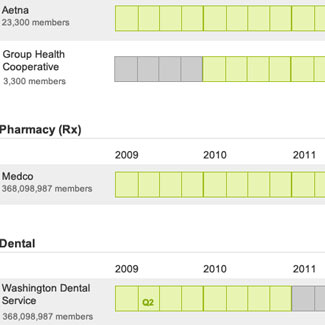 Aetna
23,300 members
Group Health
Cooperative
3,300 members
Pharmacy (Rx)
2009 2010 2011
Medco
368,098,987 members
Dental
2009 2010 2011
Washington Dental
Service
Q2
368,098,987 members